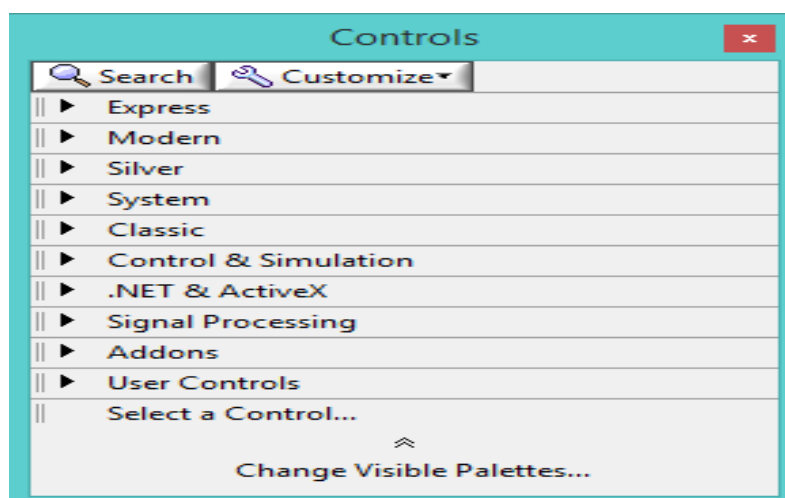 Controls
Search Customize
Express
Modern
Silver
System
Classic
Control & Simulation
.NET & ActiveX
Signal Processing
Addons
User Controls
Select a Control...
Change Visible Palettes...